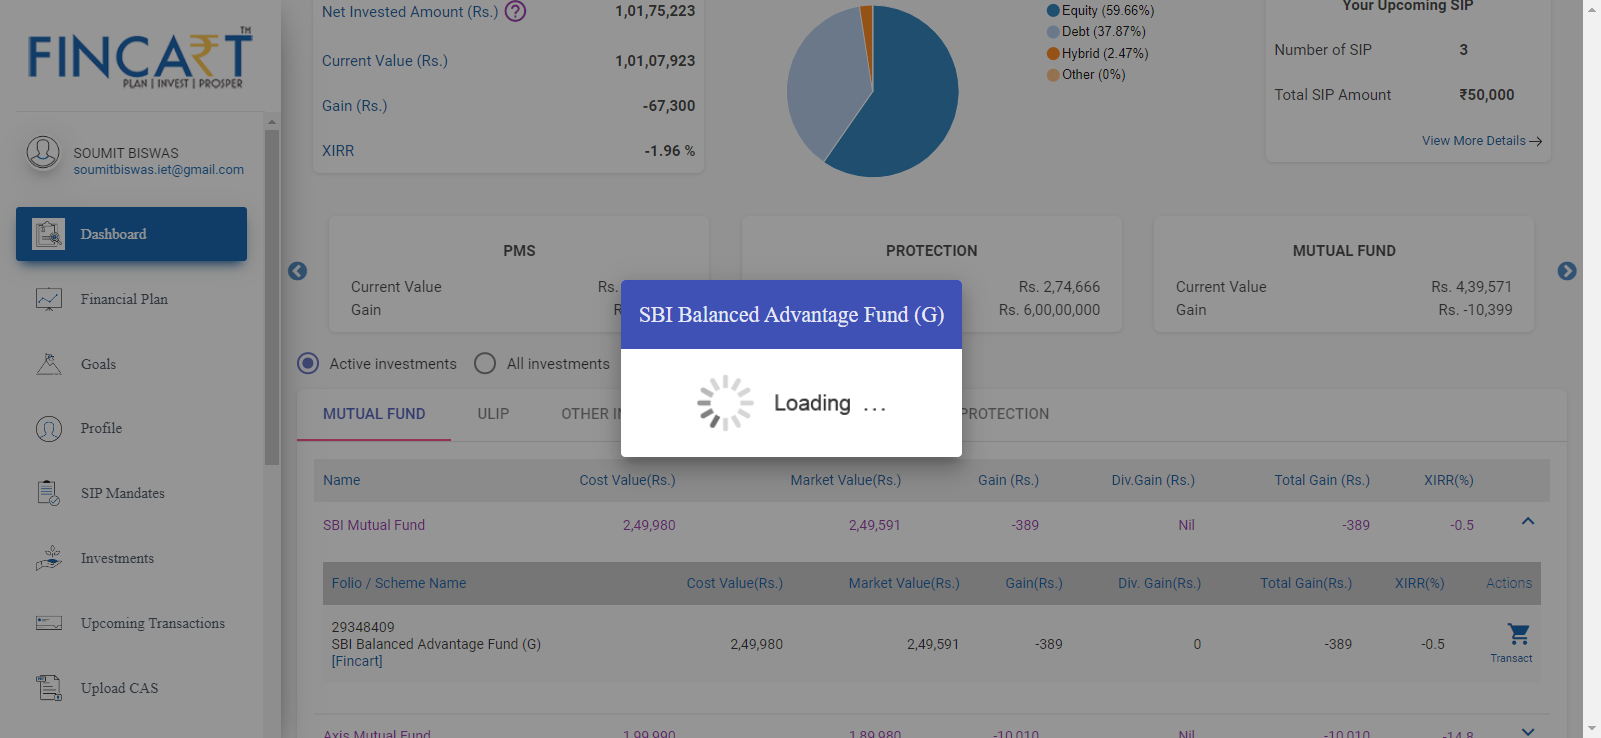 FINCART
TM
PLAN | INVEST | PROSPER
SOUMIT BISWAS
soumitbiswas.iet@gmail.com
Dashboard
Financial Plan
Goals
Profile
SIP Mandates
Investments
Upcoming Transactions
Upload CAS
Net Invested Amount (Rs.) ? 1,01,75,223
Current Value (Rs.) 1,01,07,923
Gain (Rs.) -67,300
XIRR -1.96 %
Equity (59.66%)
Debt (37.87%)
Hybrid (2.47%)
Other (0%)
Your Upcoming SIP
Number of SIP 3
Total SIP Amount ₹50,000
View More Details
PMS
Current Value Rs.
Gain
PROTECTION
Rs. 2,74,666
Rs. 6,00,00,000
MUTUAL FUND
Current Value Rs. 4,39,571
Gain Rs. -10,399
SBI Balanced Advantage Fund (G)
Loading ...
Active investments All investments
MUTUAL FUND ULIP OTHER PROTECTION
Name Cost Value(Rs.) Market Value(Rs.) Gain (Rs.) Div.Gain (Rs.) Total Gain (Rs.) XIRR(%)
SBI Mutual Fund 2,49,980 2,49,591 -389 Nil -389 -0.5
Folio / Scheme Name Cost Value(Rs.) Market Value(Rs.) Gain(Rs.) Div. Gain(Rs.) Total Gain(Rs.) XIRR(%) Actions
29348409
SBI Balanced Advantage Fund (G) 2,49,980 2,49,591 -389 0 -389 -0.5
[Fincart]
Transact
Axis Mutual Fund 1,99,990 1,89,980 -10,010 Nil -10,010 -14.8